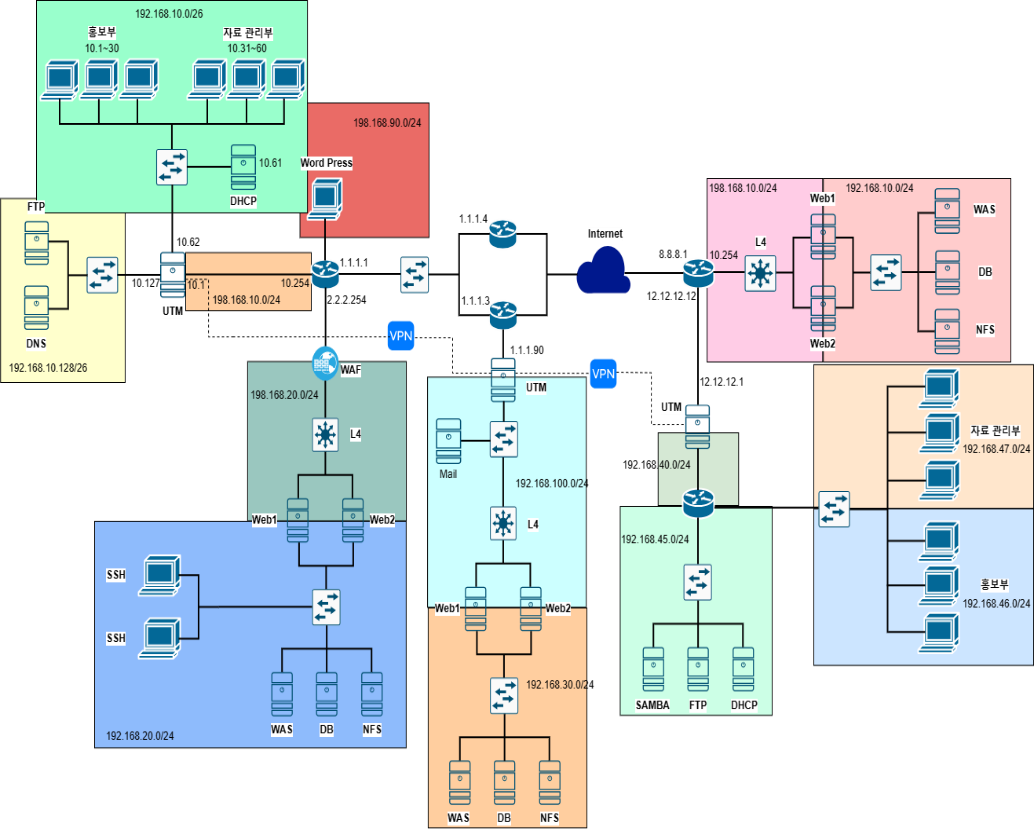 192.168.10.0/26
홍보부
10.1~30
자료 관리부
10.31~60
10.61
DHCP
198.168.90.0/24
Word Press
FTP
DNS
192.168.10.128/26
10.62
10.127
10.1
UTM
198.168.10.0/24
10.254
1.1.1.1
2.2.2.254
1.1.1.4
1.1.1.3
Internet
8.8.8.1
12.12.12.12
10.254
198.168.10.0/24
192.168.10.0/24
Web1
L4
Web2
WAS
DB
NFS
VPN
VPN
WAF
198.168.20.0/24
L4
Web1
Web2
SSH
SSH
WAS
DB
NFS
192.168.20.0/24
1.1.1.90
UTM
Mail
192.168.100.0/24
L4
Web1
Web2
192.168.30.0/24
WAS
DB
NFS
12.12.12.1
UTM
192.168.40.0/24
192.168.45.0/24
SAMBA
FTP
DHCP
자료 관리부
192.168.47.0/24
홍보부
192.168.46.0/24